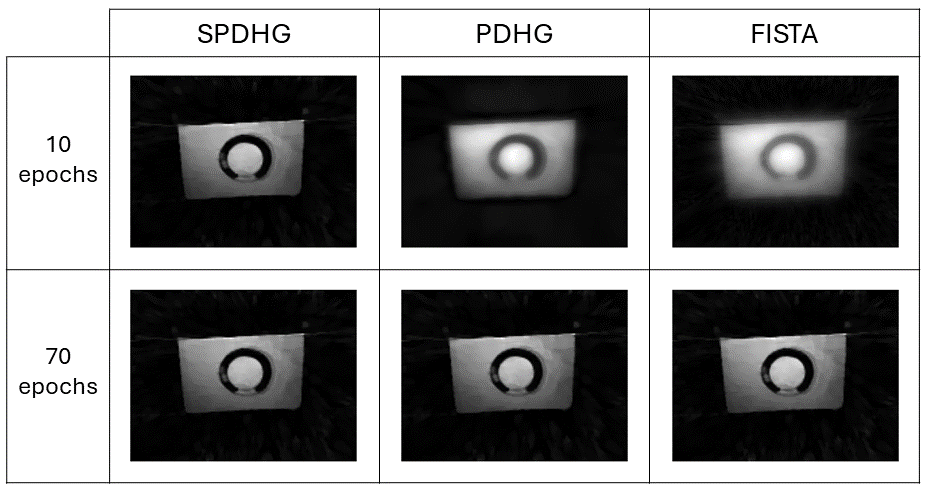 SPDHG
PDHG
FISTA
10
epochs
70
epochs